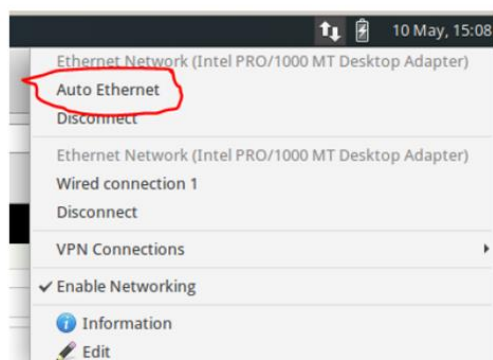 10 May, 15:08
Ethernet Network (Intel PRO/1000 MT Desktop Adapter)
Auto Ethernet
Disconnect
Ethernet Network (Intel PRO/1000 MT Desktop Adapter)
Wired connection 1
Disconnect
VPN Connections
Enable Networking
Information
Edit